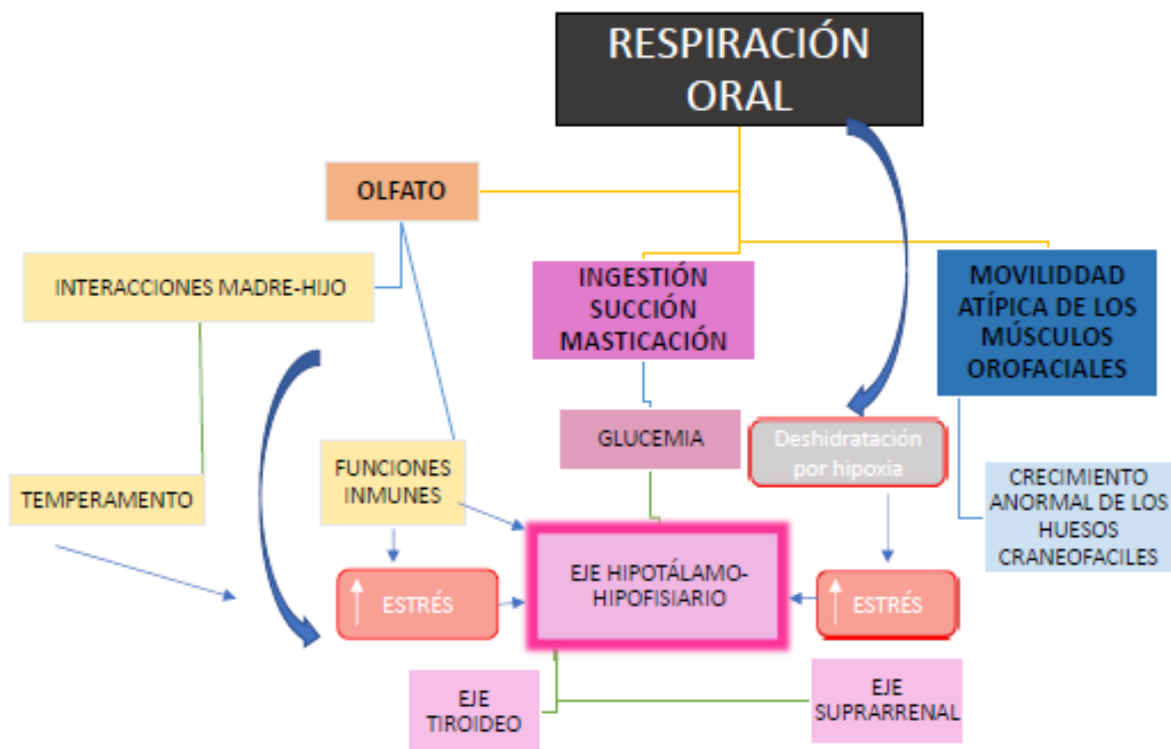 RESPIRACIÓN
ORAL
OLFATO
INTERACCIONES MADRE-HIJO
INGESTIÓN
SUCCIÓN
MASTICACIÓN
MOVILIDDAD
ATÍPICA DE LOS
MÚSCULOS
OROFACIALES
GLUCEMIA
Deshidratación
por hipoxia
FUNCIONES
INMUNES
TEMPERAMENTO
CRECIMIENTO
ANORMAL DE LOS
HUESOS
CRANEOFACILES
ESTRÉS
EJE HIPOTÁLAMO-
HIPOFISIARIO
ESTRÉS
EJE
TIROIDEO
EJE
SUPRARRENAL